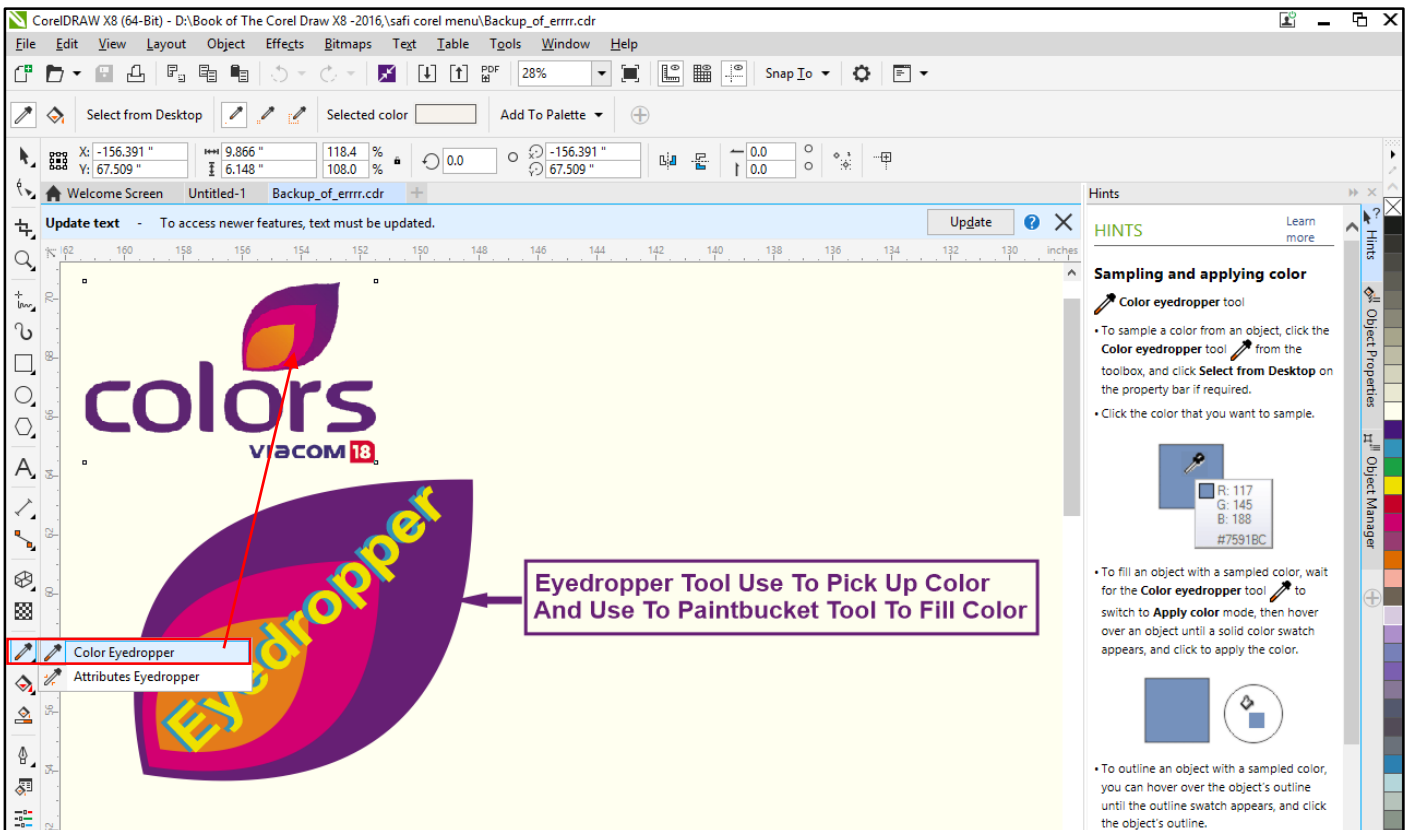 CorelDRAW X8 (64-Bit) - D:\Book of The Corel Draw X8 -2016,\safi corel menu\Backup_of_errrr.cdr
File Edit View Layout Object Effects Bitmaps Text Table Tools Window Help
PDF 28% Snap To
Select from Desktop Selected color Add To Palette
X: -156.391 " 9.866 " 118.4 % 0.0 -156.391 " 0.0
Y: 67.509 " 6.148 " 108.0 % 67.509 " 0.0
Welcome Screen Untitled-1 Backup_of_errrr.cdr
Update text - To access newer features, text must be updated. Update
162 160 158 156 154 152 150 148 146 144 142 140 138 136 134 132 130 inches
70
68
66
64
62
60
56
54
52
colors
VIACOM 18
Eyedropper
Eyedropper Tool Use To Pick Up Color
And Use To Paintbucket Tool To Fill Color
Color Eyedropper
Attributes Eyedropper
Hints
HINTS
Learn
more
Sampling and applying color
Color eyedropper tool
• To sample a color from an object, click the
Color eyedropper tool from the
toolbox, and click Select from Desktop on
the property bar if required.
• Click the color that you want to sample.
R: 117
G: 145
B: 188
#7591BC
• To fill an object with a sampled color, wait
for the Color eyedropper tool to
switch to Apply color mode, then hover
over an object until a solid color swatch
appears, and click to apply the color.
• To outline an object with a sampled color,
you can hover over the object's outline
until the outline swatch appears, and click
the object's outline.
Hints
Object Properties
Object Manager